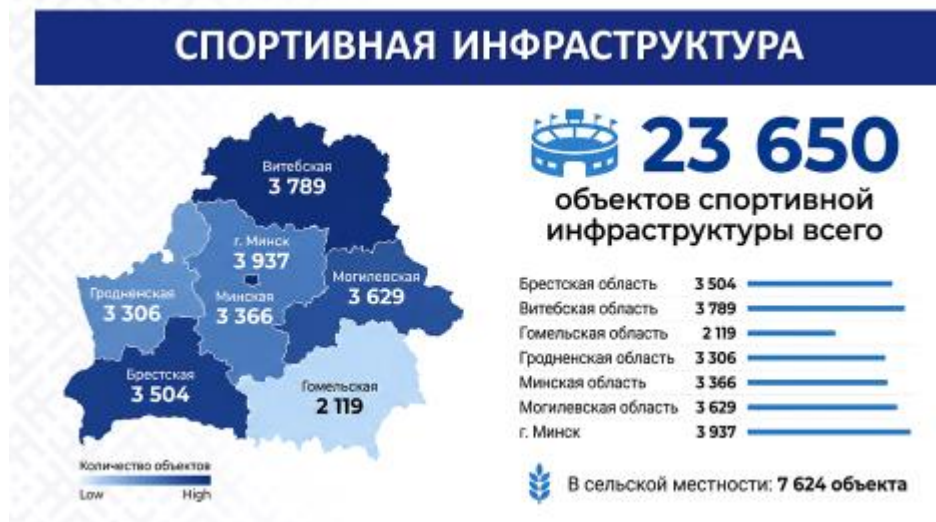 СПОРТИВНАЯ ИНФРАСТРУКТУРА
Витебская
3 789
г. Минск
3 937
Могилевская
3 629
Гродненская
3 306
Минская
3 366
Брестская
3 504
Гомельская
2 119
Количество объектов
Low High
23 650
объектов спортивной
инфраструктуры всего
Брестская область 3 504
Витебская область 3 789
Гомельская область 2 119
Гродненская область 3 306
Минская область 3 366
Могилевская область 3 629
г. Минск 3 937
В сельской местности: 7 624 объекта